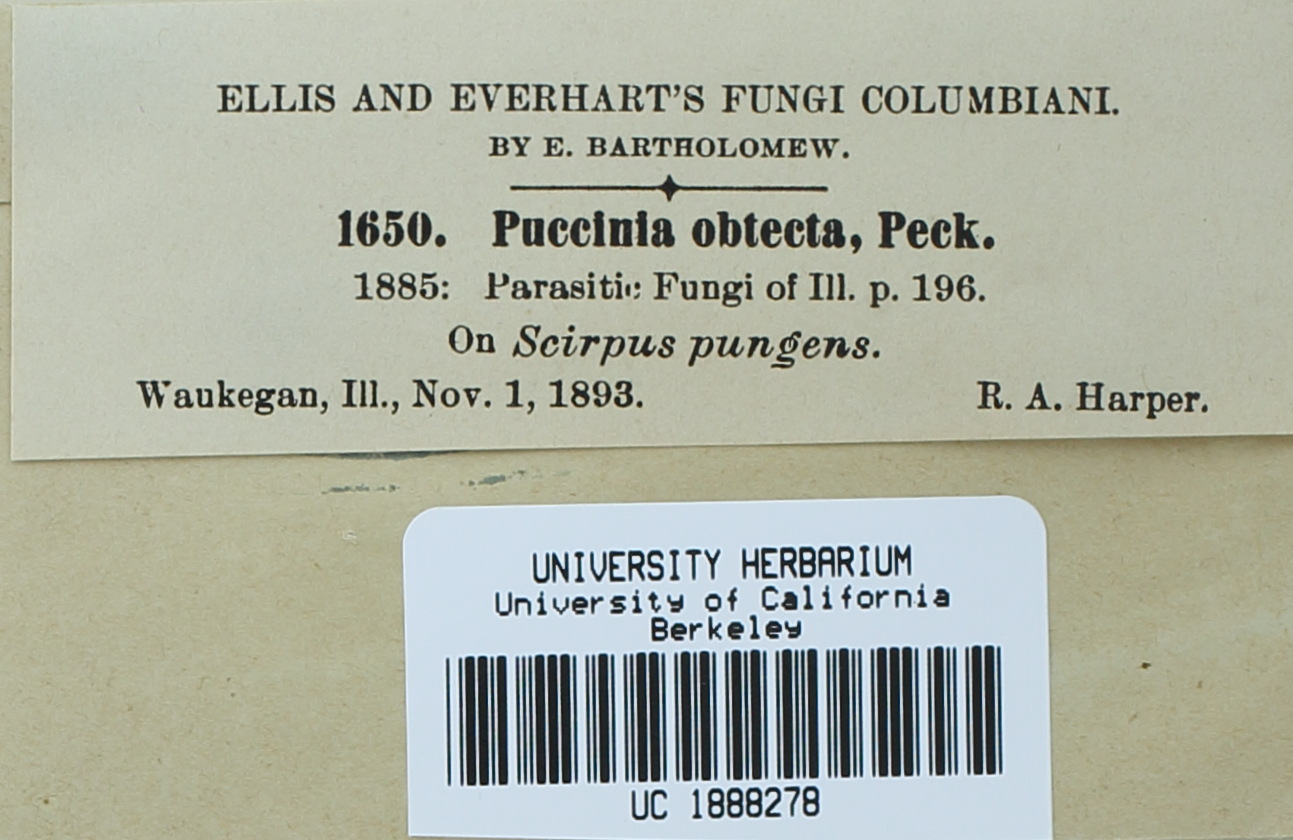 ELLIS AND EVERHART'S FUNGI COLUMBIANI.
BY E. BARTHOLOMEW.
1650. Puccinia obtecta, Peck.
1885: Parasitic Fungi of Ill. p. 196.
On Scirpus pungens.
Waukegan, Ill., Nov. 1, 1893. R. A. Harper.
UNIVERSITY HERBARIUM
University of California
Berkeley
UC 1888278